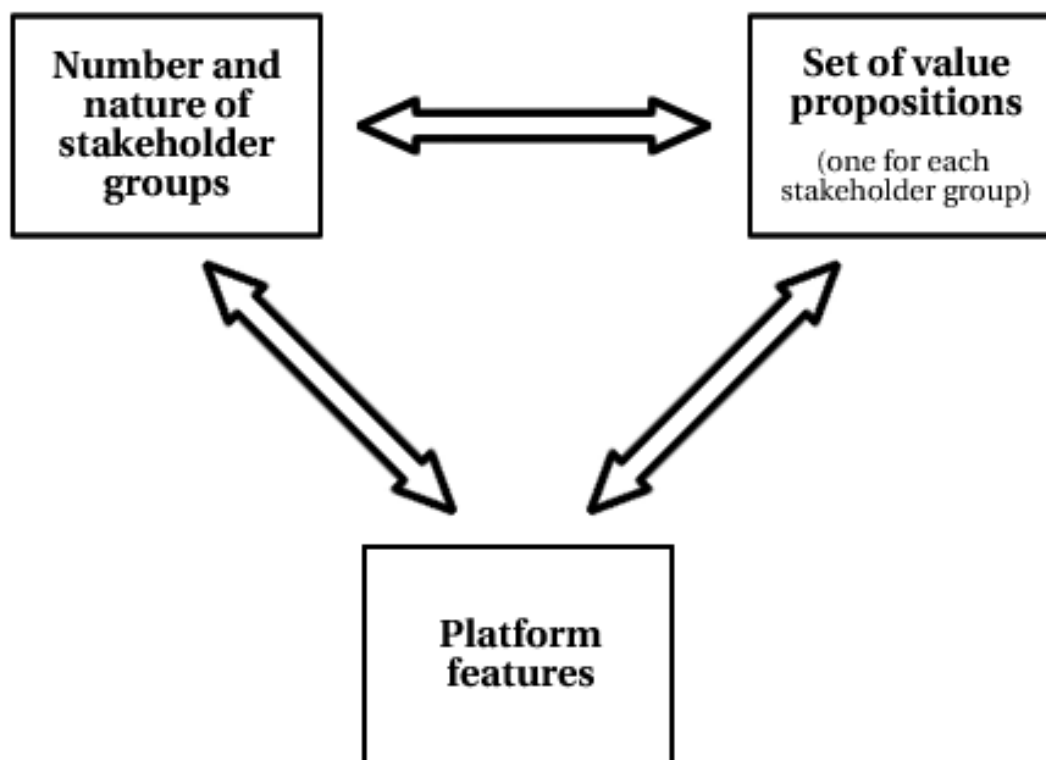 Number and
nature of
stakeholder
groups
Set of value
propositions
(one for each
stakeholder group)
Platform
features